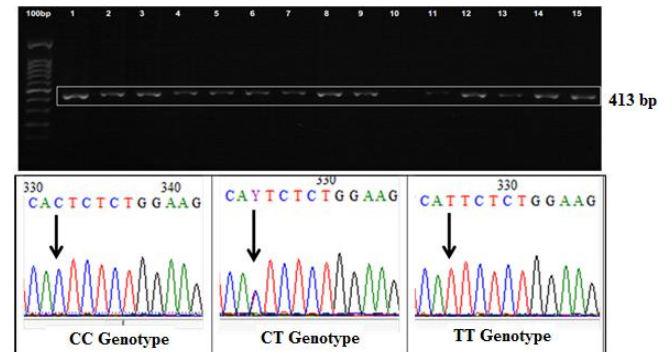 100bp 1 2 3 4 5 6 7 8 9 10 11 12 13 14 15
413 bp
330 340
CACTCTCTGGAAG
330
CAYTCTCTGGAAG
330
CATTCTCTGGAAG
CC Genotype
CT Genotype
TT Genotype